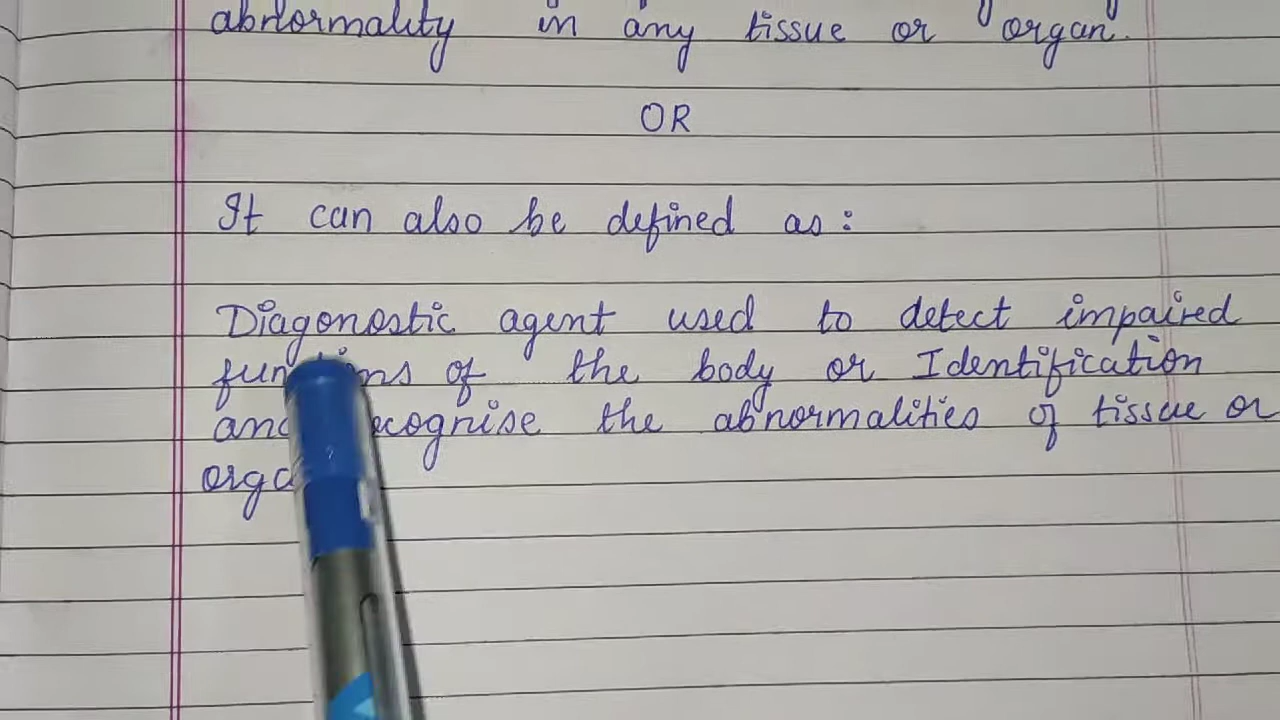 abnormality in any tissue or organ.
OR
It can also be defined as:
Diagonostic agent used to detect impaired
of the body or Identification
the abnormalities of tissue or